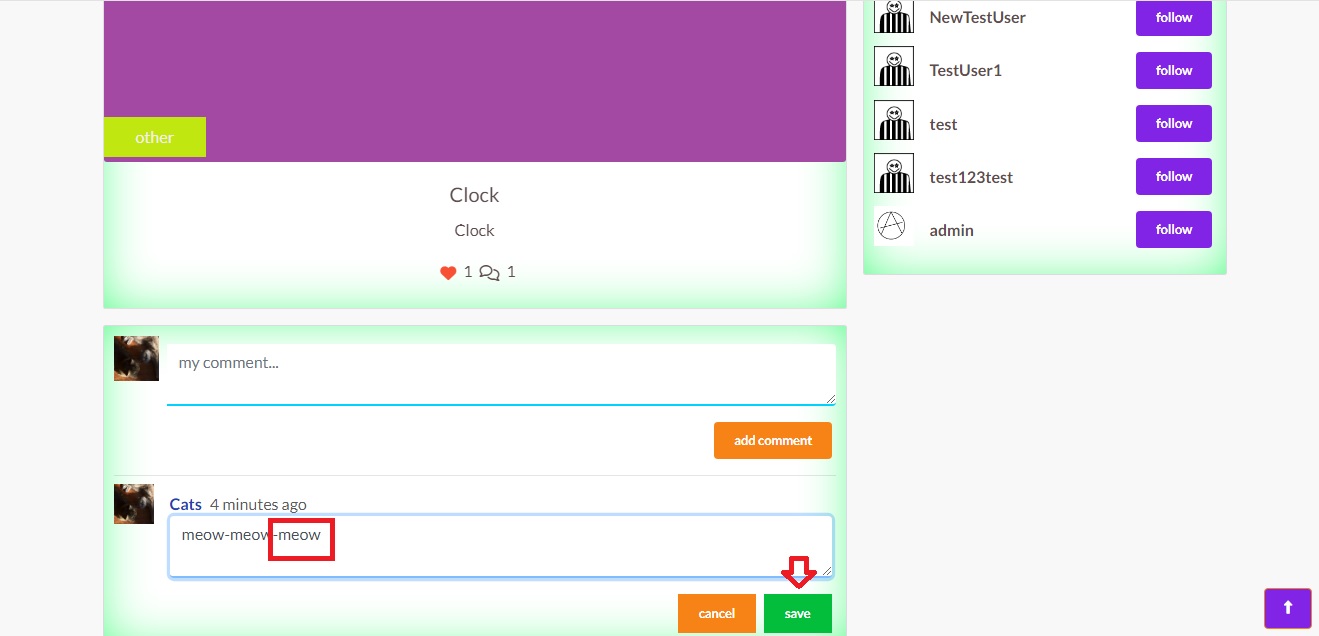 other
Clock
Clock
1 1
my comment...
add comment
Cats 4 minutes ago
meow-meow-meow
cancel save
NewTestUser follow
TestUser1 follow
test follow
test123test follow
admin follow